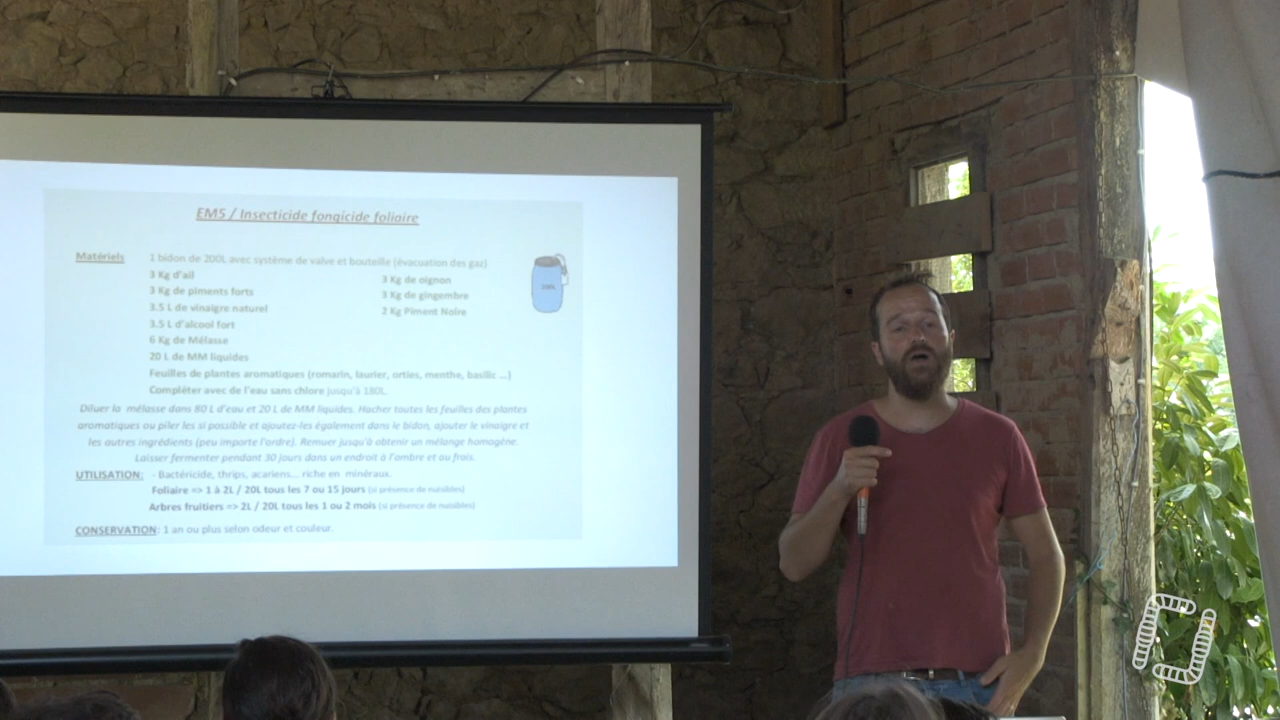 EM5 / Insecticide fongicide foliaire
Matériels 1 bidon de 200L avec système de valve et bouteille (évacuation des gaz)
3 Kg d'ail 3 Kg de oignon
3 Kg de piments forts 3 Kg de gingembre
3.5 L de vinaigre naturel 2 Kg Piment Noire
3.5 L d'alcool fort
6 Kg de Mélasse
20 L de MM liquides
Feuilles de plantes aromatiques (romarin, laurier, orties, menthe, basilic ...)
Compléter avec de l'eau sans chlore jusqu'à 180L.
200L
Diluer la mélasse dans 80 L d'eau et 20 L de MM liquides. Hacher toutes les feuilles des plantes
aromatiques ou piler les si possible et ajoutez-les également dans le bidon, ajouter le vinaigre et
les autres ingrédients (peu importe l'ordre). Remuer jusqu'à obtenir un mélange homogène.
Laisser fermenter pendant 30 jours dans un endroit à l'ombre et au frais.
UTILISATION: - Bactéricide, thrips, acariens... riche en minéraux.
Foliaire => 1 à 2L / 20L tous les 7 ou 15 jours (si présence de nuisibles)
Arbres fruitiers => 2L / 20L tous les 1 ou 2 mois (si présence de nuisibles)
CONSERVATION: 1 an ou plus selon odeur et couleur.